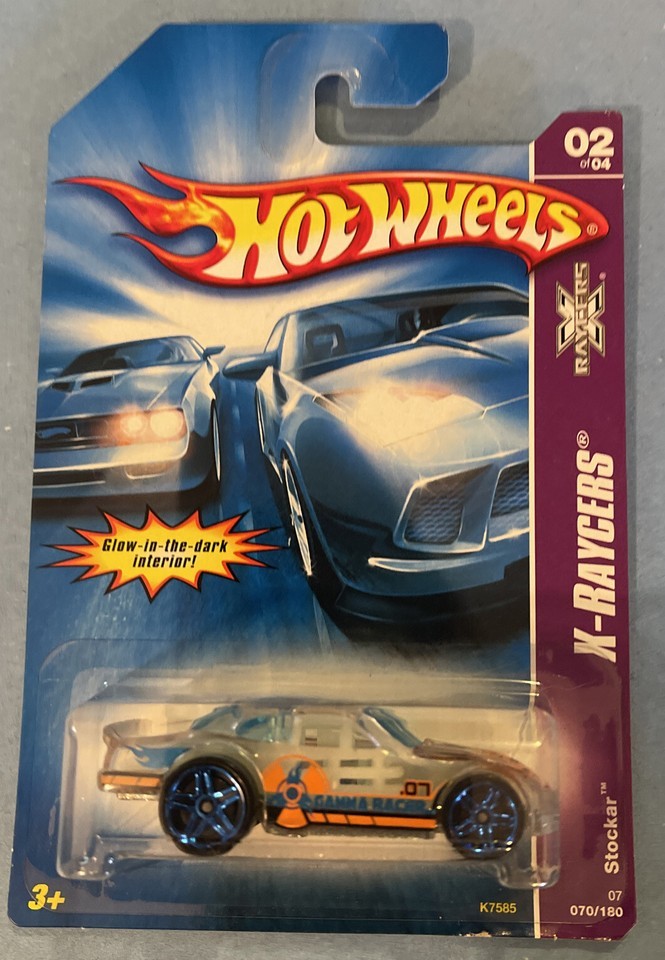 02
of 04
HOT WHEELS®
X
RAYCERS®
X-RAYCERS®
Glow-in-the-dark
interior!
.07
GAMMA RACER
Stockar™
3+
K7585
07
070/180